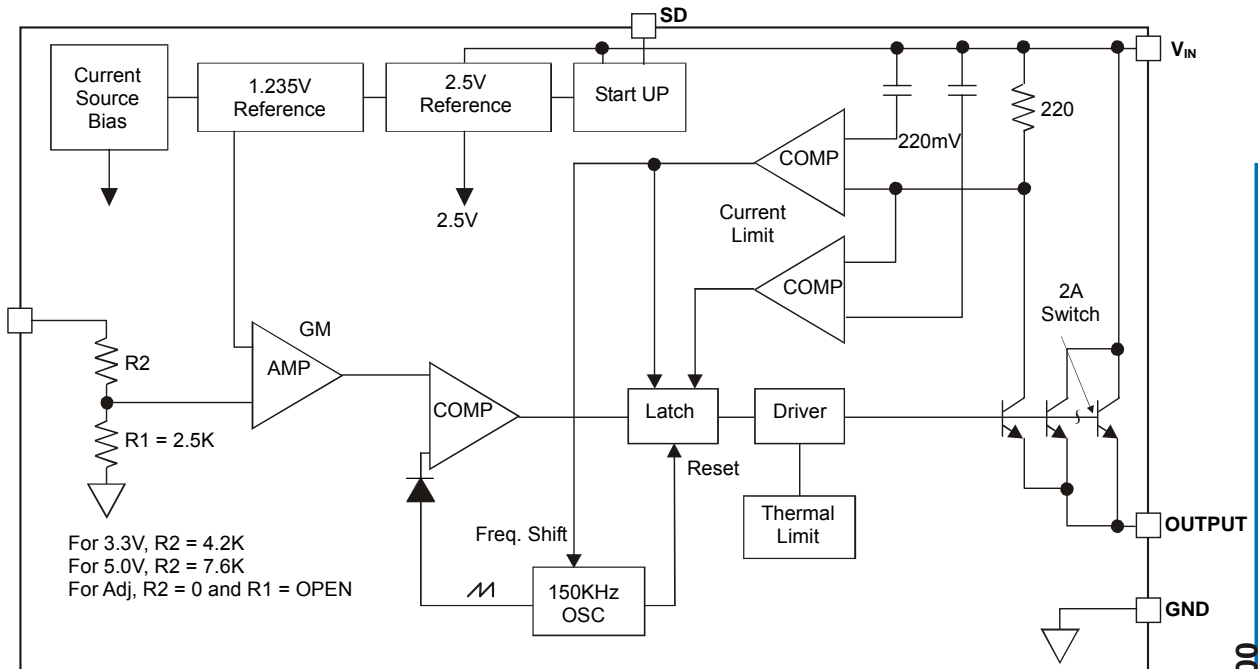 SD
V_IN
Current
Source
Bias
1.235V
Reference
2.5V
Reference
Start UP
220
220mV
COMP
2.5V
Current
Limit
COMP
2A
Switch
GM
R2
AMP
COMP
Latch
Driver
R1 = 2.5K
Reset
Thermal
Limit
OUTPUT
For 3.3V, R2 = 4.2K
For 5.0V, R2 = 7.6K
For Adj, R2 = 0 and R1 = OPEN
Freq. Shift
150KHz
OSC
GND